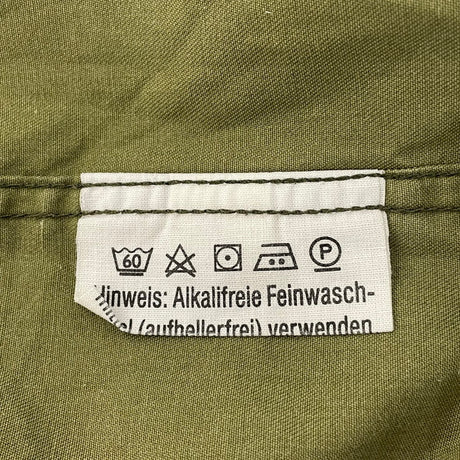 60 P
Hinweis: Alkalifreie Feinwasch-
(aufhellerfrei) verwenden